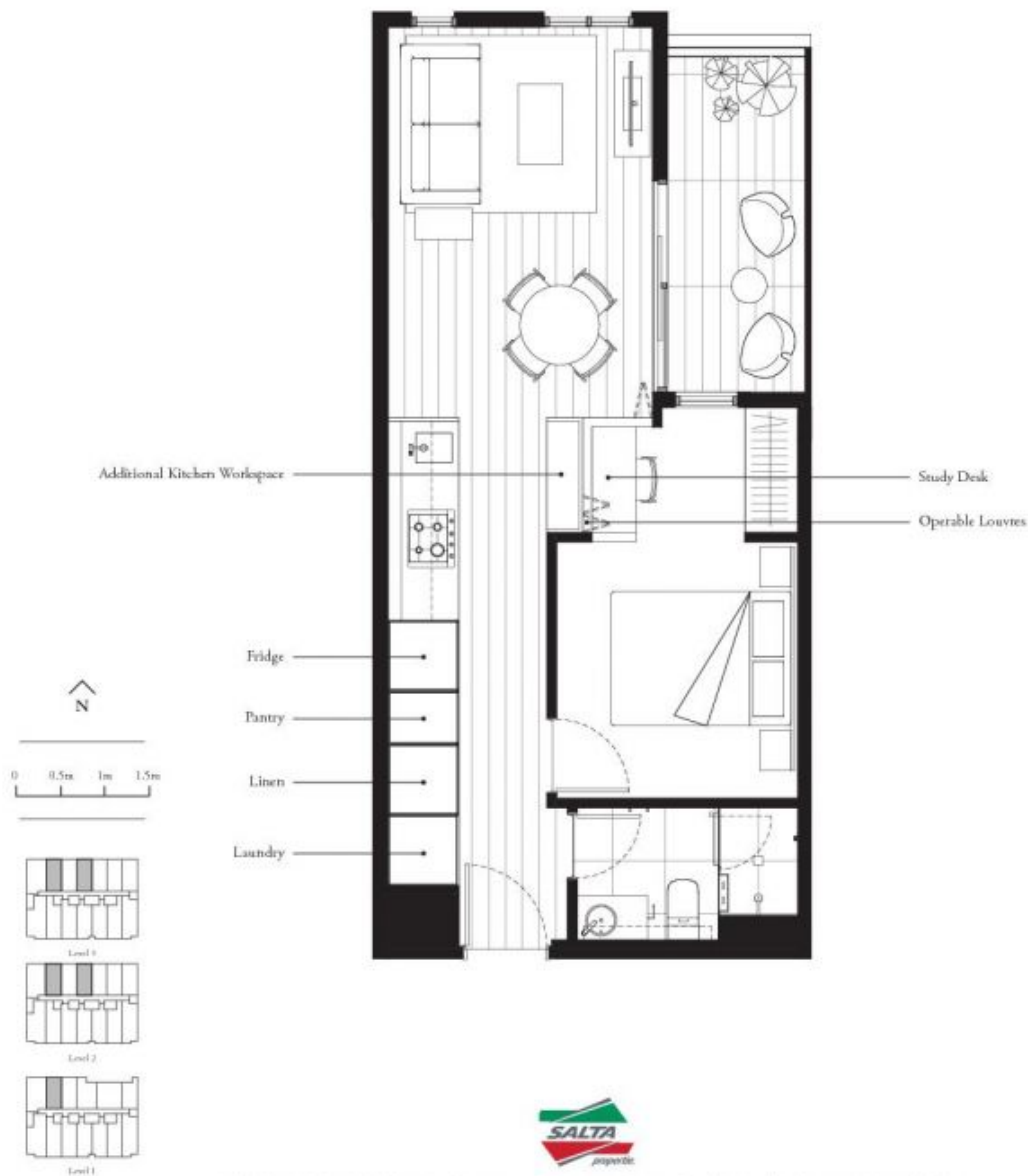 Additional Kitchen Workspace
Study Desk
Operable Louvres
Fridge
N
Pantry
0 0.5m 1m 1.5m
Linen
Laundry
Level 3
Level 2
Level 1
SALTA